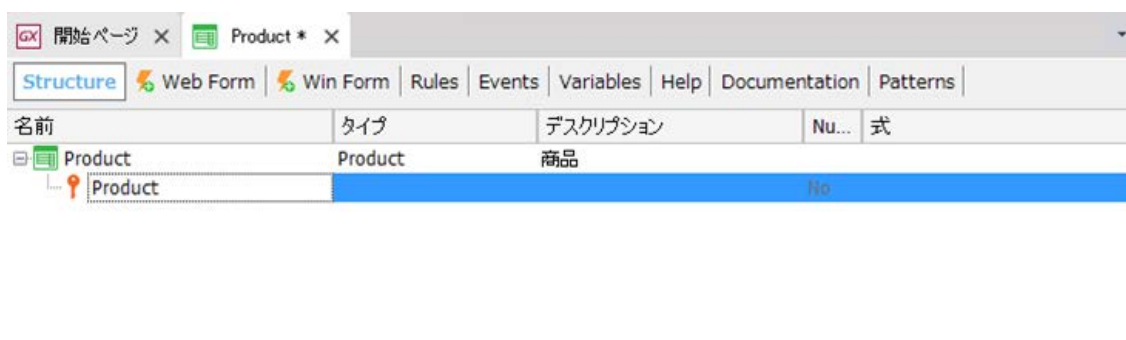 GX 開始ページ × Product * ×
Structure Web Form Win Form Rules Events Variables Help Documentation Patterns
名前 タイプ デスクリプション Nu... 式
Product Product 商品
Product No